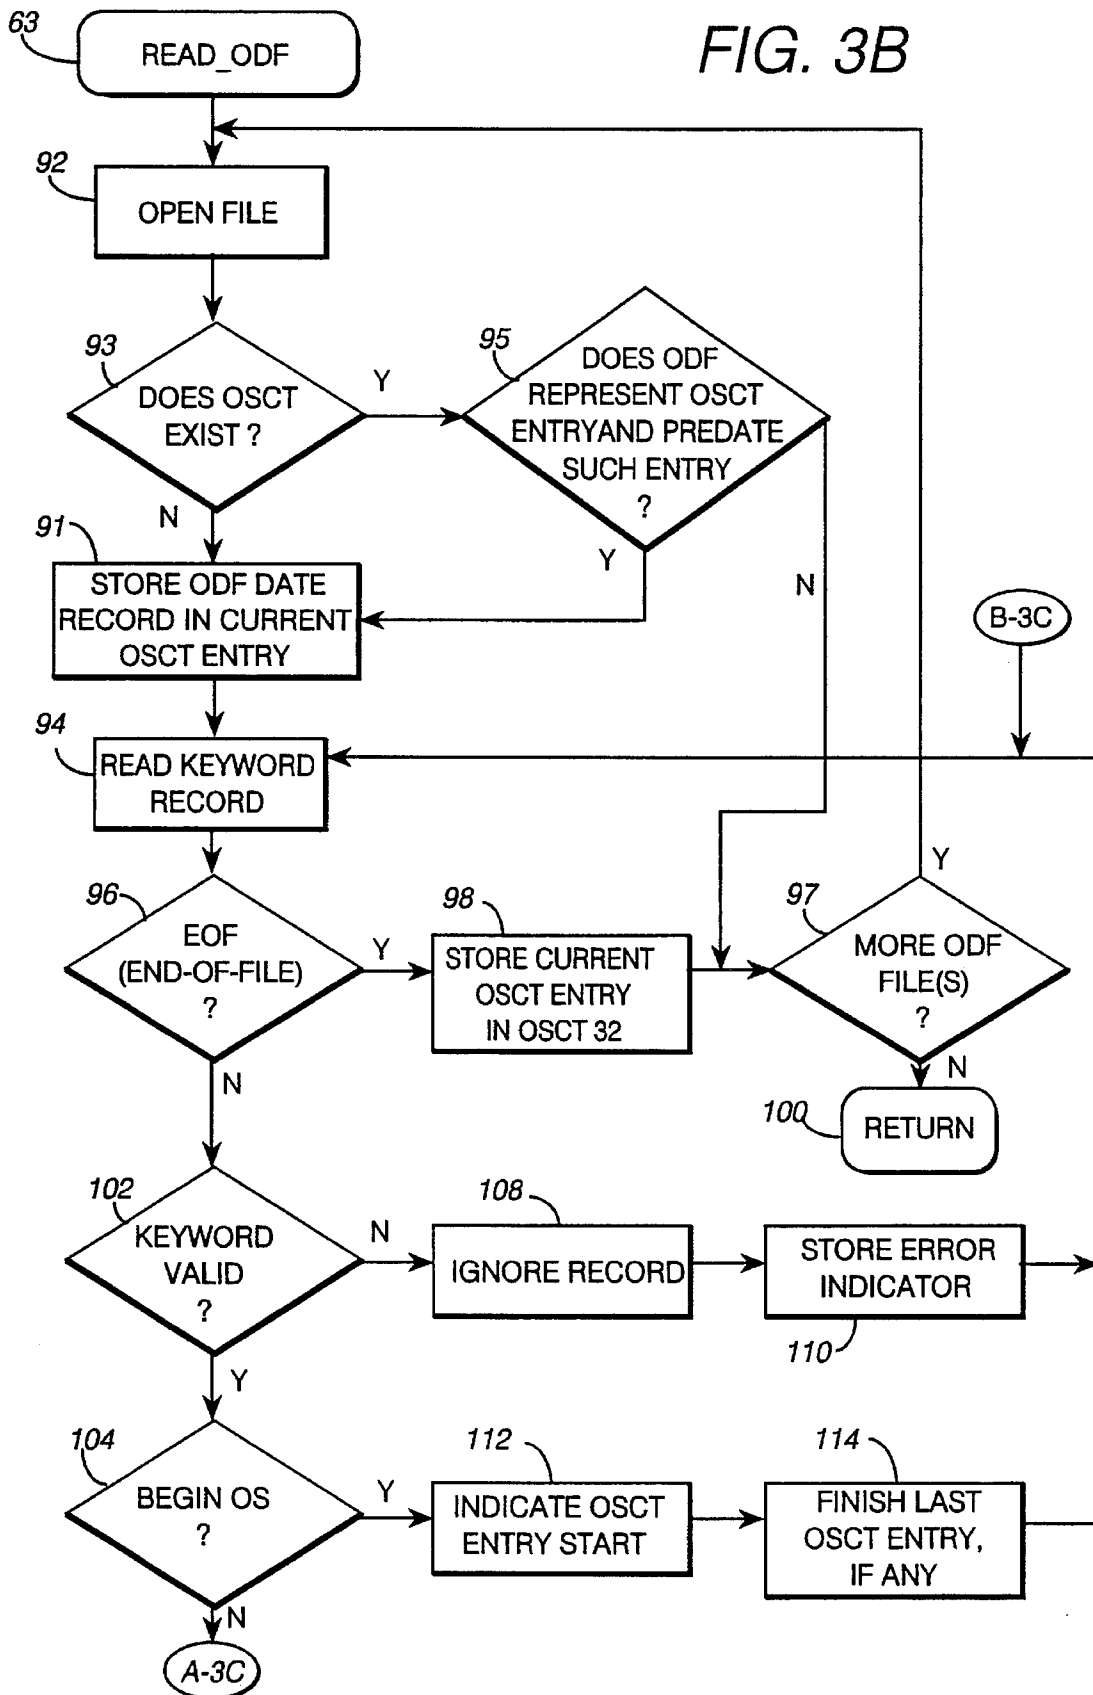 63
READ_ODF
FIG. 3B
92
OPEN FILE
93
DOES OSCT
EXIST ?
Y
N
95
DOES ODF
REPRESENT OSCT
ENTRYAND PREDATE
SUCH ENTRY
?
Y
N
91
STORE ODF DATE
RECORD IN CURRENT
OSCT ENTRY
B-3C
94
READ KEYWORD
RECORD
96
EOF
(END-OF-FILE)
?
Y
N
98
STORE CURRENT
OSCT ENTRY
IN OSCT 32
97
MORE ODF
FILE(S)
?
Y
N
100
RETURN
102
KEYWORD
VALID
?
N
Y
108
IGNORE RECORD
STORE ERROR
INDICATOR
110
104
BEGIN OS
?
Y
N
112
INDICATE OSCT
ENTRY START
114
FINISH LAST
OSCT ENTRY,
IF ANY
A-3C